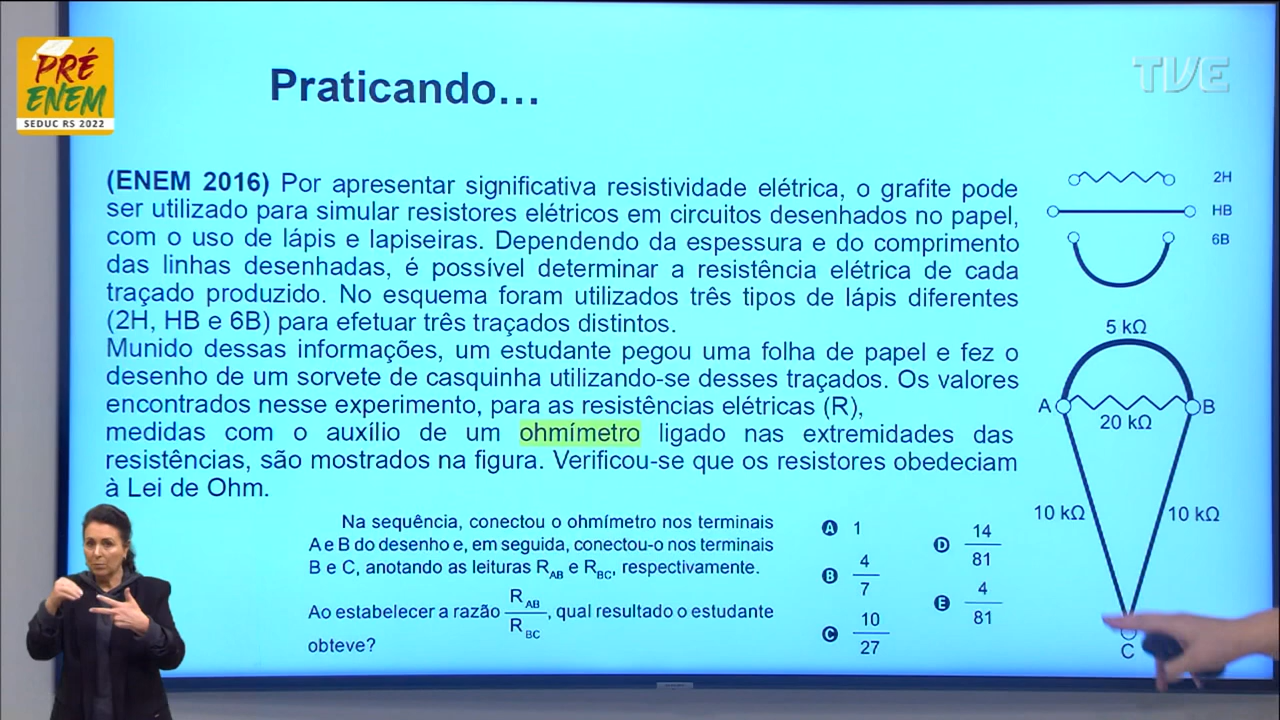 PRÉ
ENEM
SEDUC RS 2022
TVE
Praticando...
(ENEM 2016) Por apresentar significativa resistividade elétrica, o grafite pode
ser utilizado para simular resistores elétricos em circuitos desenhados no papel,
com o uso de lápis e lapiseiras. Dependendo da espessura e do comprimento
das linhas desenhadas, é possível determinar a resistência elétrica de cada
traçado produzido. No esquema foram utilizados três tipos de lápis diferentes
(2H, HB e 6B) para efetuar três traçados distintos.
Munido dessas informações, um estudante pegou uma folha de papel e fez o
desenho de um sorvete de casquinha utilizando-se desses traçados. Os valores
encontrados nesse experimento, para as resistências elétricas (R),
medidas com o auxílio de um ohmímetro ligado nas extremidades das
resistências, são mostrados na figura. Verificou-se que os resistores obedeciam
à Lei de Ohm.
Na sequência, conectou o ohmímetro nos terminais
A e B do desenho e, em seguida, conectou-o nos terminais
B e C, anotando as leituras R_AB e R_BC, respectivamente.
Ao estabelecer a razão R_AB/R_BC, qual resultado o estudante
obteve?
A 1
B 4/7
C 10/27
D 14/81
E 4/81
2H
HB
6B
5 kΩ
A
B
20 kΩ
10 kΩ
10 kΩ
C